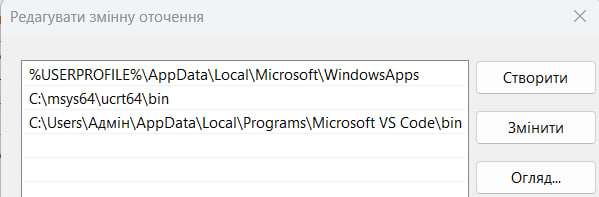 Редагувати змінну оточення
%USERPROFILE%\AppData\Local\Microsoft\WindowsApps
Створити
C:\msys64\ucrt64\bin
C:\Users\Адмін\AppData\Local\Programs\Microsoft VS Code\bin
Змінити
Огляд...